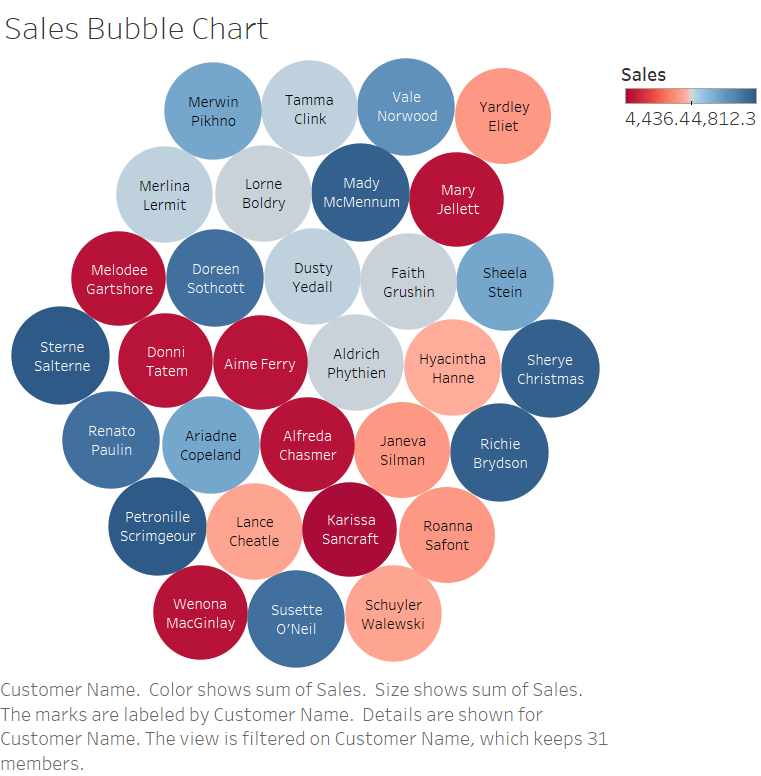 Sales Bubble Chart
Sales
4,436.44,812.3
Merwin
Pikhno
Tamma
Clink
Vale
Norwood
Yardley
Eliet
Merlina
Lermit
Lorne
Boldry
Mady
McMennum
Mary
Jellett
Melodee
Gartshore
Doreen
Sothcott
Dusty
Yedall
Faith
Grushin
Sheela
Stein
Sterne
Salterne
Donni
Tatem
Aime Ferry
Aldrich
Phythien
Hyacintha
Hanne
Sherye
Christmas
Renato
Paulin
Ariadne
Copeland
Alfreda
Chasmer
Janeva
Silman
Richie
Brydson
Petronille
Scrimgeour
Lance
Cheatle
Karissa
Sancraft
Roanna
Safont
Wenona
MacGinlay
Susette
O'Neil
Schuyler
Walewski
Customer Name.  Color shows sum of Sales.  Size shows sum of Sales.
The marks are labeled by Customer Name.  Details are shown for
Customer Name. The view is filtered on Customer Name, which keeps 31
members.